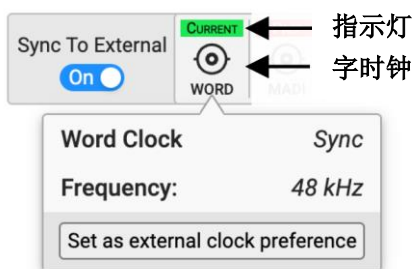 CURRENT
指示灯
Sync To External
字时钟
On
WORD
MADI
Word Clock
Sync
Frequency:
48 kHz
Set as external clock preference